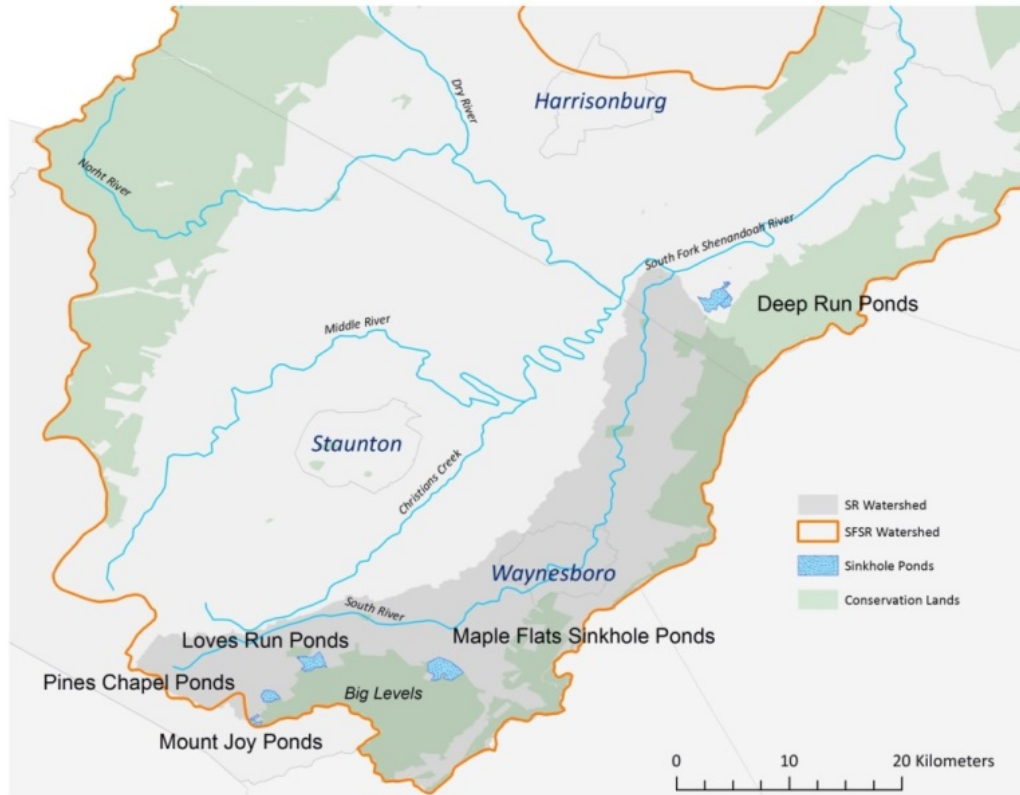 Harrisonburg
Dry River
Norht River
South Fork Shenandoah River
Deep Run Ponds
Middle River
Staunton
Christians Creek
SR Watershed
SFSR Watershed
Sinkhole Ponds
Conservation Lands
Waynesboro
South River
Loves Run Ponds
Maple Flats Sinkhole Ponds
Pines Chapel Ponds
Big Levels
Mount Joy Ponds
0 10 20 Kilometers